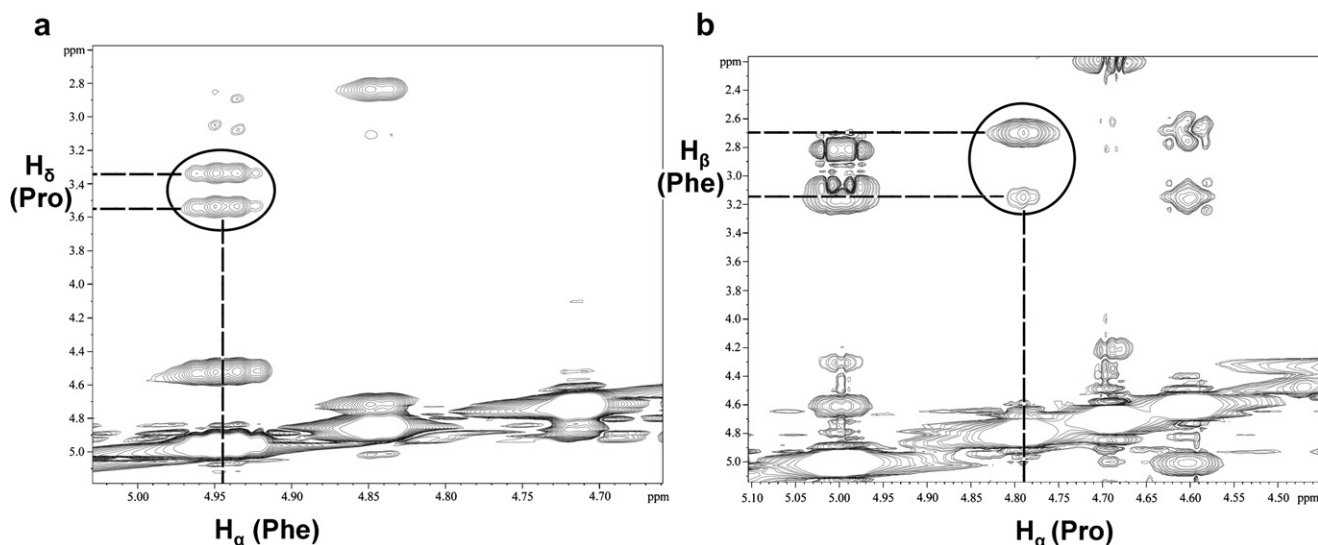 a
ppm
2.8
3.0
3.2
Hδ
(Pro)
3.4
3.6
3.8
4.0
4.2
4.4
4.6
4.8
5.0
5.00 4.95 4.90 4.85 4.80 4.75 4.70 ppm
Hα (Phe)
b
ppm
2.4
2.6
Hβ
(Phe)
2.8
3.0
3.2
3.4
3.6
3.8
4.0
4.2
4.4
4.6
4.8
5.0
5.10 5.05 5.00 4.95 4.90 4.85 4.80 4.75 4.70 4.65 4.60 4.55 4.50 ppm
Hα (Pro)